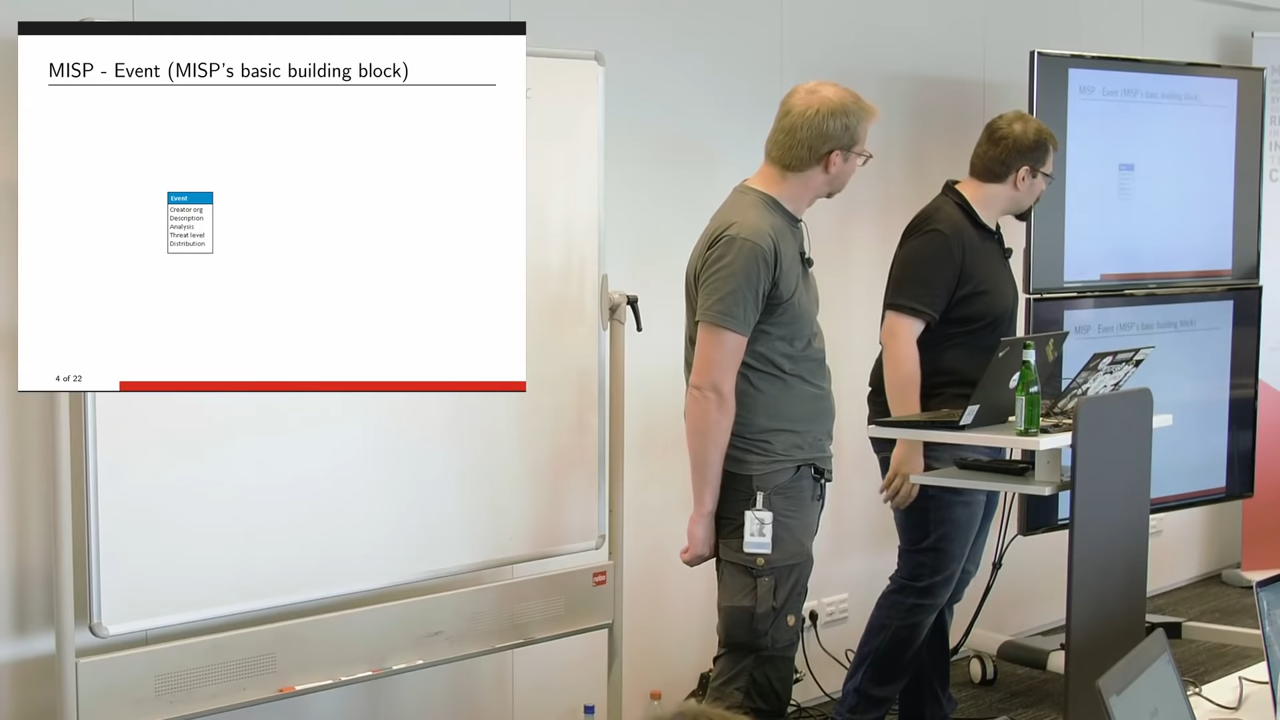 MISP - Event (MISP's basic building block)
Event
Creator org
Description
Analysis
Threat level
Distribution
4 of 22
MISP - Event (MISP's basic building block)
MISP - Event (MISP's basic building block)